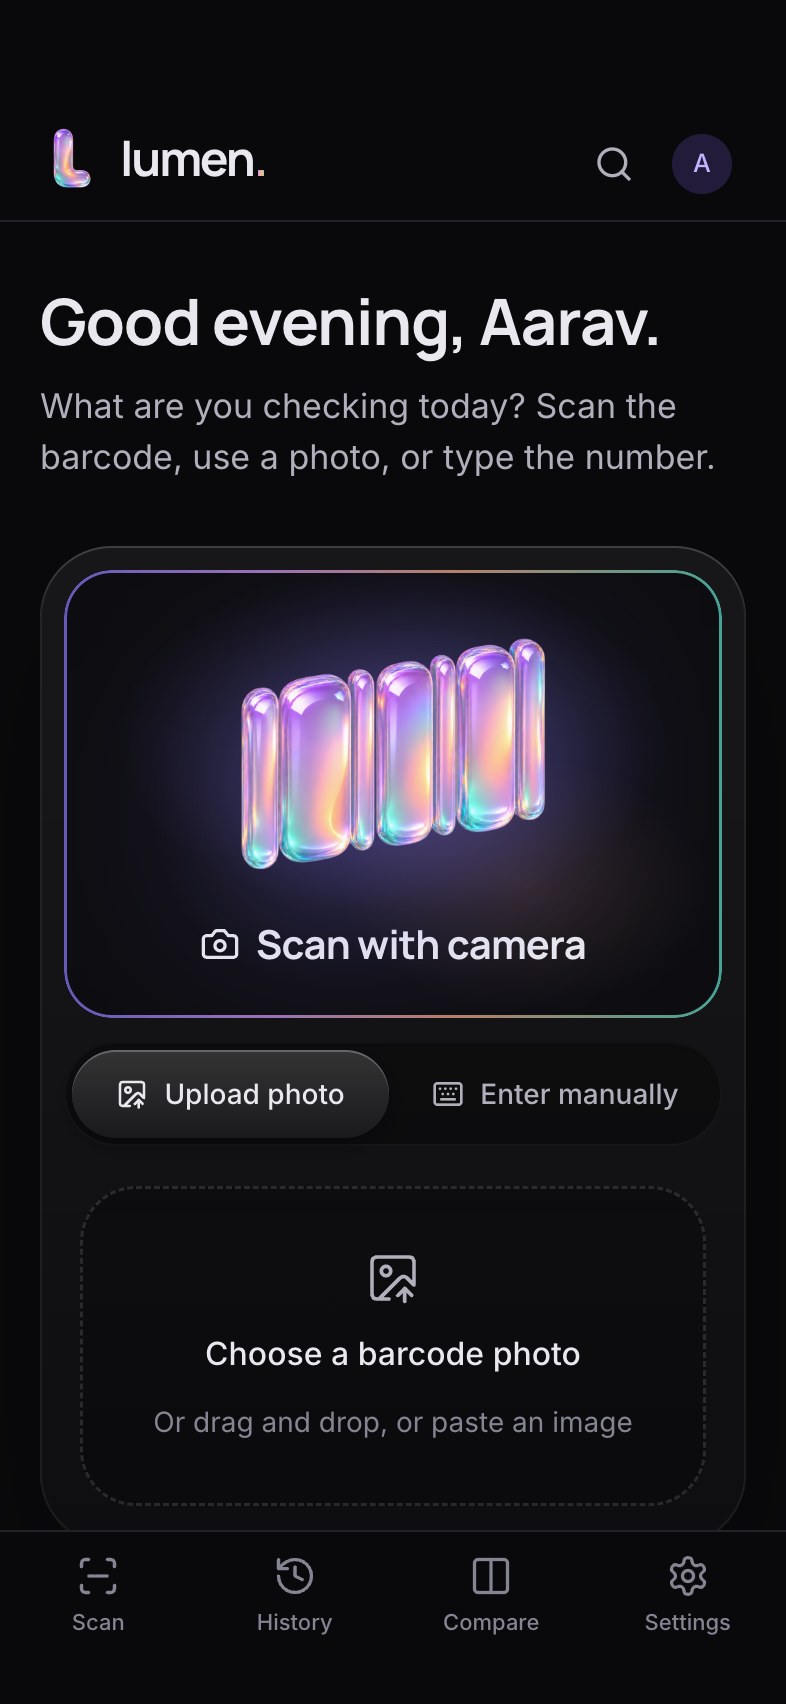 lumen.
A
Good evening, Aarav.
What are you checking today? Scan the
barcode, use a photo, or type the number.
Scan with camera
Upload photo
Enter manually
Choose a barcode photo
Or drag and drop, or paste an image
Scan
History
Compare
Settings